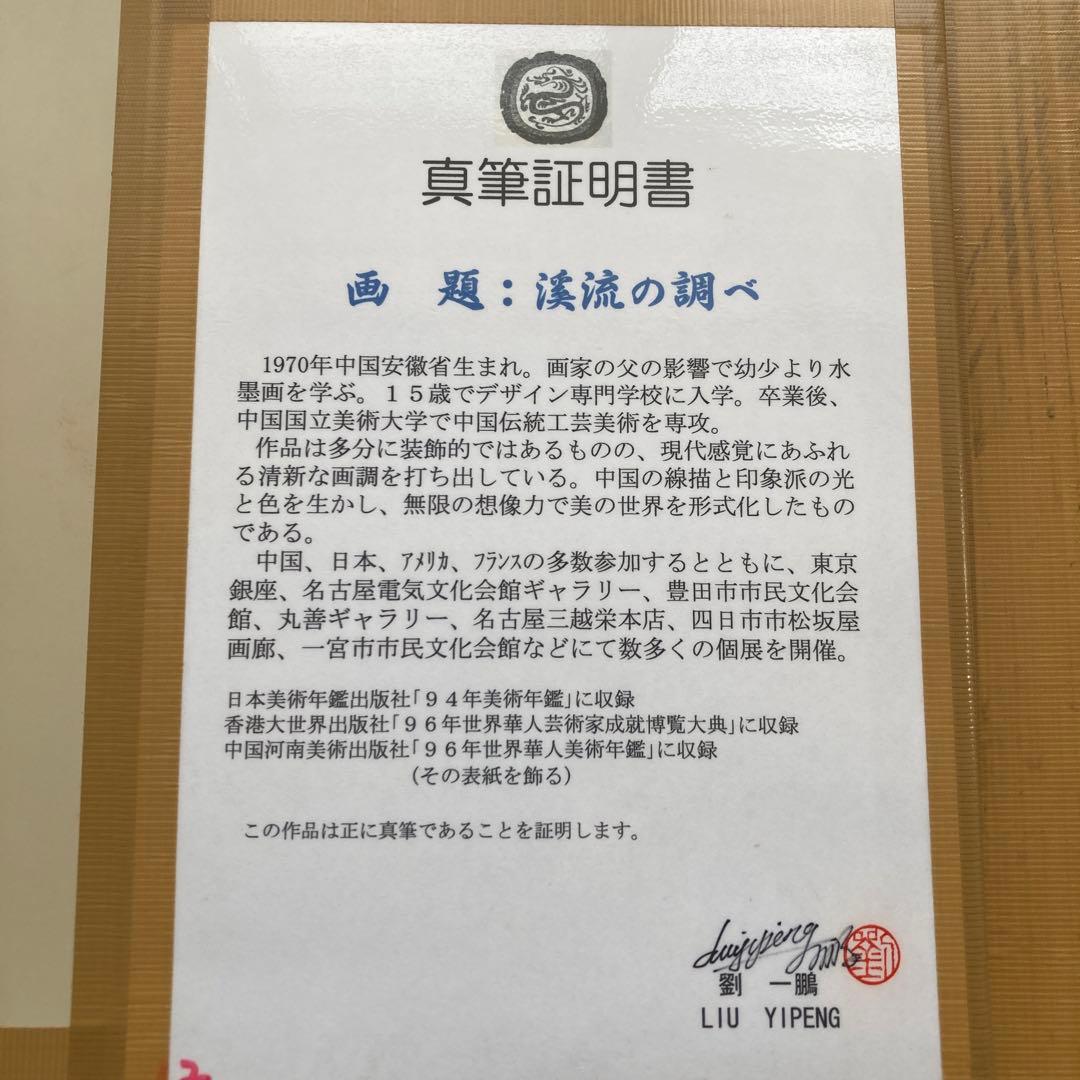 真筆証明書
画　題：渓流の調べ
1970年中国安徽省生まれ。画家の父の影響で幼少より水
墨画を学ぶ。１５歳でデザイン専門学校に入学。卒業後、
中国国立美術大学で中国伝統工芸美術を専攻。
作品は多分に装飾的ではあるものの、現代感覚にあふれ
る清新な画調を打ち出している。中国の線描と印象派の光
と色を生かし、無限の想像力で美の世界を形式化したもの
である。
中国、日本、ｱﾒﾘｶ、ﾌﾗﾝｽの多数参加するとともに、東京
銀座、名古屋電気文化会館ギャラリー、豊田市市民文化会
館、丸善ギャラリー、名古屋三越栄本店、四日市市松坂屋
画廊、一宮市市民文化会館などにて数多くの個展を開催。
日本美術年鑑出版社｢９４年美術年鑑｣に収録
香港大世界出版社｢９６年世界華人芸術家成就博覧大典｣に収録
中国河南美術出版社｢９６年世界華人美術年鑑｣に収録
（その表紙を飾る）
この作品は正に真筆であることを証明します。
劉
劉　一鵬
LIU YIPENG